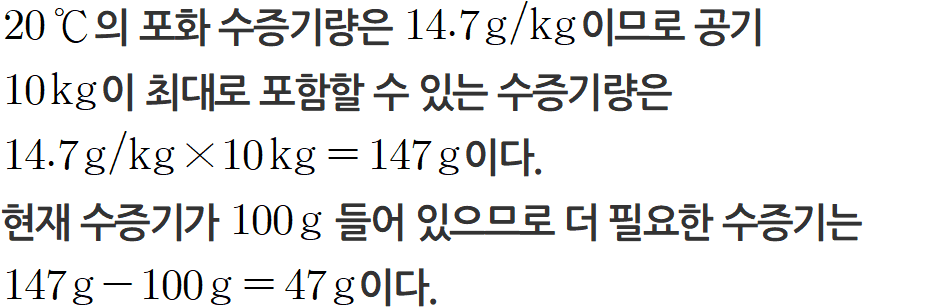 20 ℃의 포화 수증기량은 14.7 g/kg이므로 공기
10 kg이 최대로 포함할 수 있는 수증기량은
14.7 g/kg × 10 kg = 147 g이다.
현재 수증기가 100 g 들어 있으므로 더 필요한 수증기는
147 g − 100 g = 47 g이다.